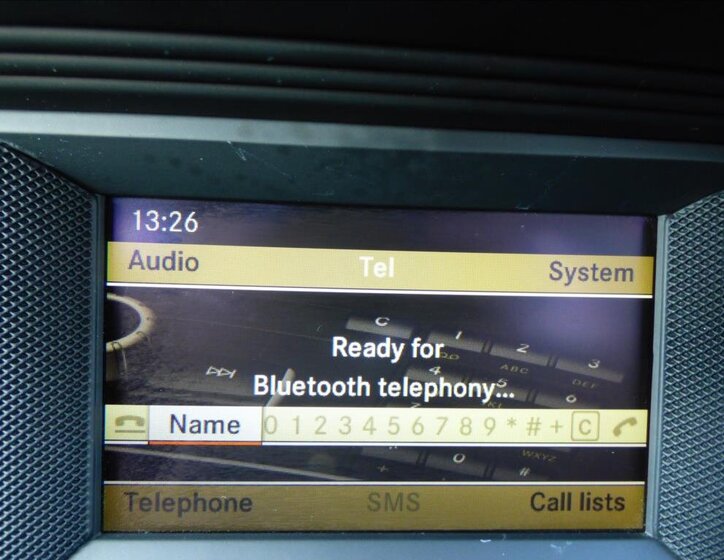 13:26
Audio Tel System
Ready for
Bluetooth telephony...
Name 0 1 2 3 4 5 6 7 8 9 * # + C
Telephone SMS Call lists